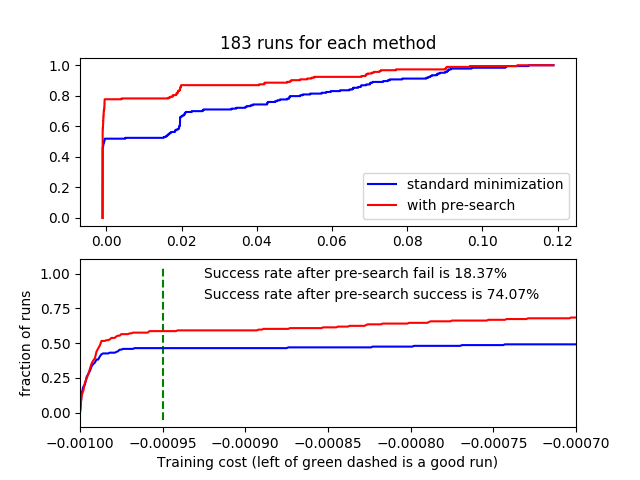 183 runs for each method
1.0
0.8
0.6
0.4
0.2
0.0
standard minimization
with pre-search
0.00 0.02 0.04 0.06 0.08 0.10 0.12
fraction of runs
1.00
0.75
0.50
0.25
0.00
Success rate after pre-search fail is 18.37%
Success rate after pre-search success is 74.07%
−0.00100 −0.00095 −0.00090 −0.00085 −0.00080 −0.00075 −0.00070
Training cost (left of green dashed is a good run)